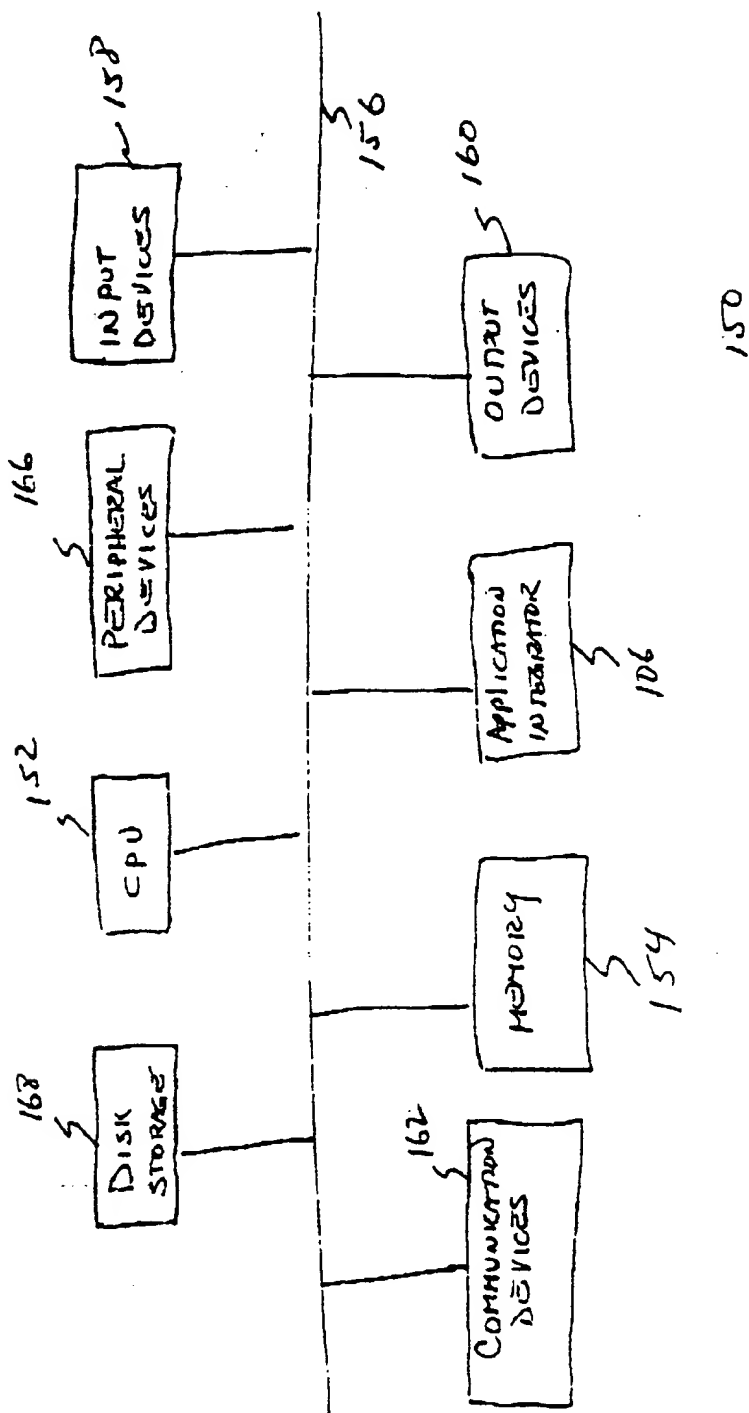 168
DISK
STORAGE
152
CPU
166
PERIPHERAL
DEVICES
158
INPUT
DEVICES
156
162
COMMUNICATION
DEVICES
MEMORY
154
APPLICATION
INTEGRATOR
106
160
OUTPUT
DEVICES
150